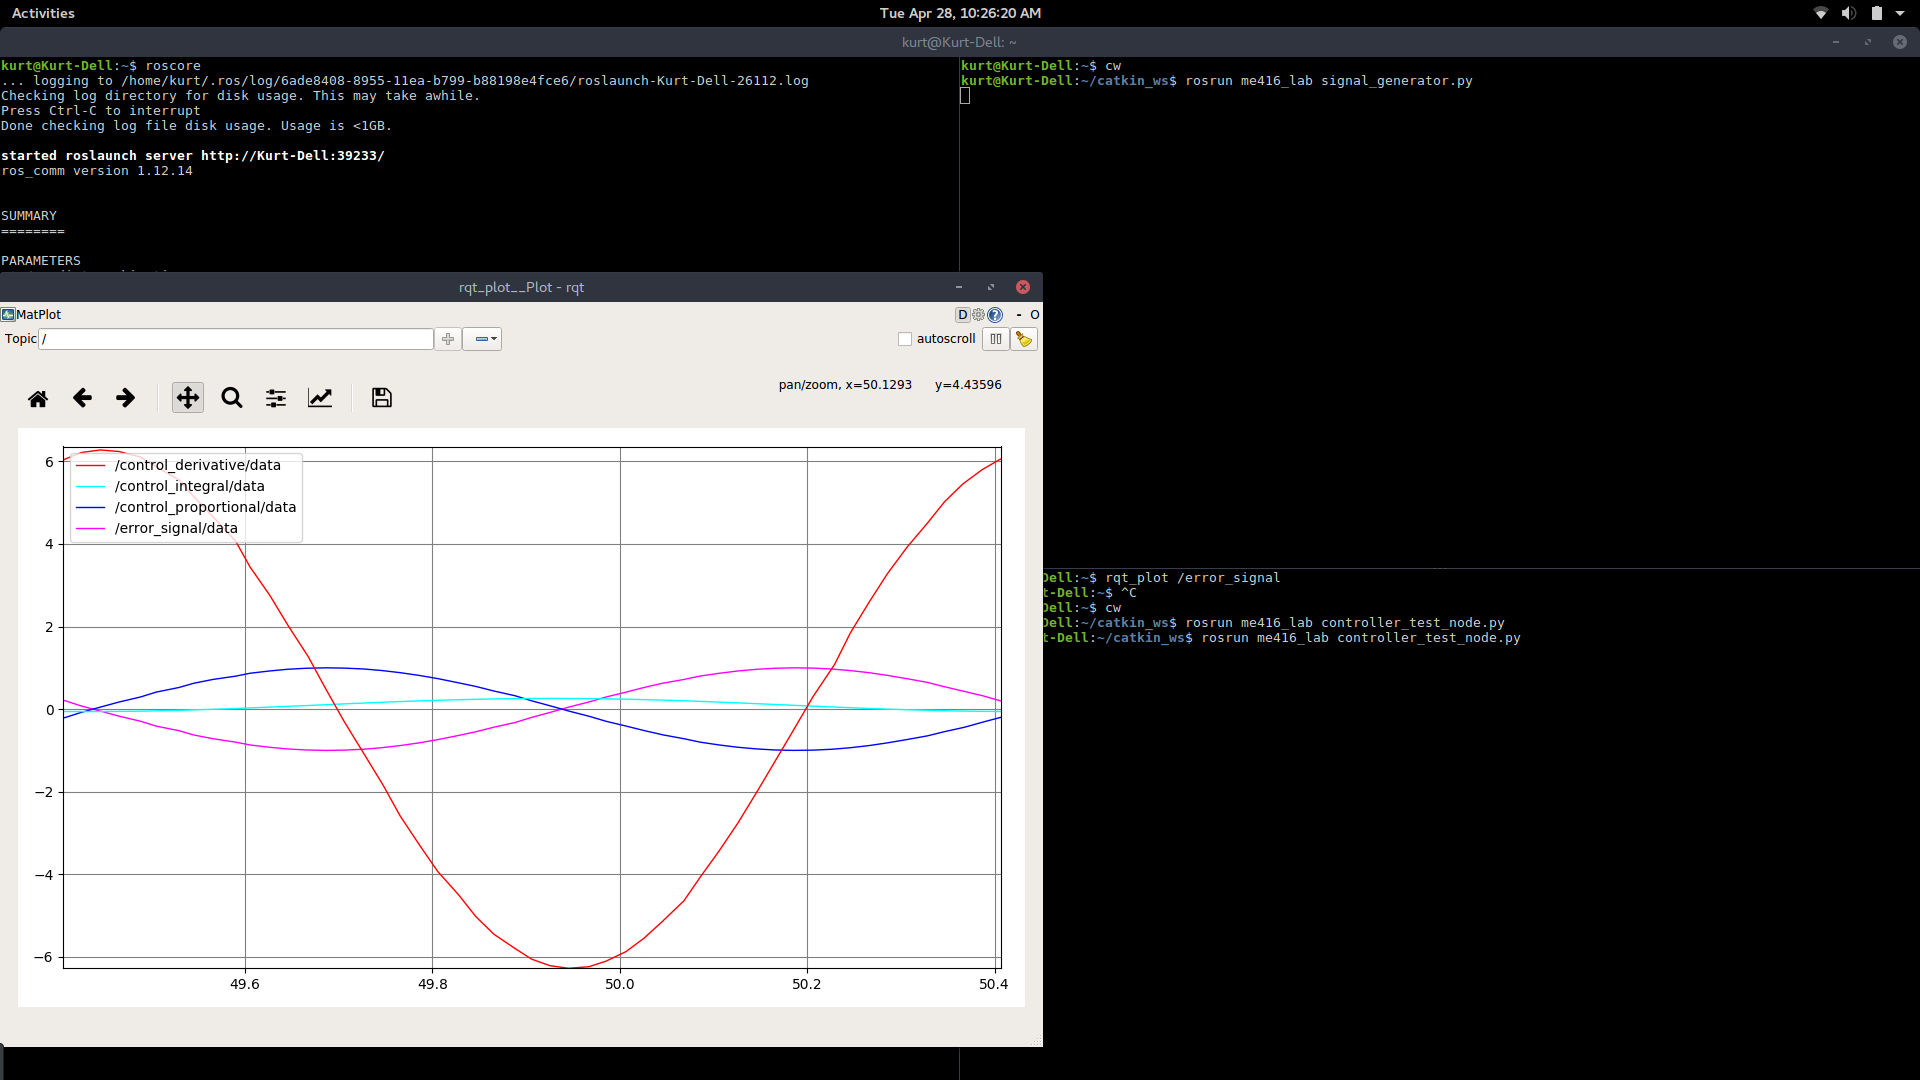 Activities
Tue Apr 28, 10:26:20 AM
kurt@Kurt-Dell: ~
kurt@Kurt-Dell:~$ roscore
... logging to /home/kurt/.ros/log/6ade8408-8955-11ea-b799-b88198e4fce6/roslaunch-Kurt-Dell-26112.log
Checking log directory for disk usage. This may take awhile.
Press Ctrl-C to interrupt
Done checking log file disk usage. Usage is <1GB.
started roslaunch server http://Kurt-Dell:39233/
ros_comm version 1.12.14
SUMMARY
========
PARAMETERS
kurt@Kurt-Dell:~$ cw
kurt@Kurt-Dell:~/catkin_ws$ rosrun me416_lab signal_generator.py
rqt_plot__Plot - rqt
MatPlot
D
- O
Topic /
autoscroll
pan/zoom, x=50.1293 y=4.43596
/control_derivative/data
/control_integral/data
/control_proportional/data
/error_signal/data
6
4
2
0
−2
−4
−6
49.6
49.8
50.0
50.2
50.4
Dell:~$ rqt_plot /error_signal
t-Dell:~$ ^C
Dell:~$ cw
Dell:~/catkin_ws$ rosrun me416_lab controller_test_node.py
t-Dell:~/catkin_ws$ rosrun me416_lab controller_test_node.py